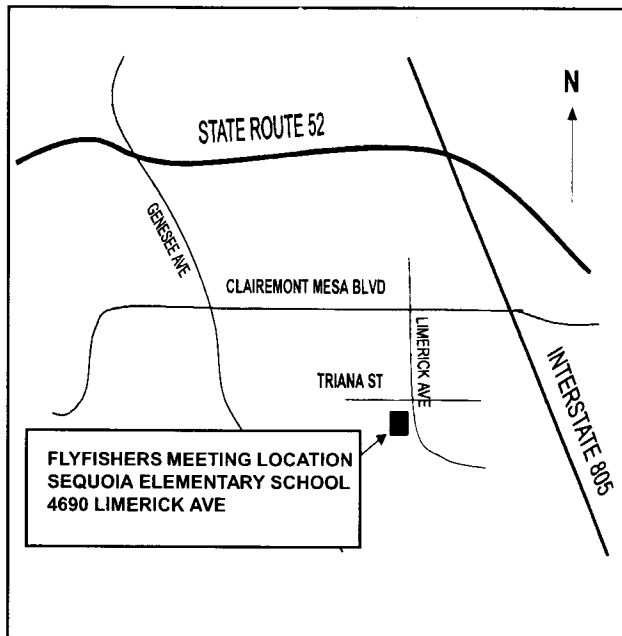 N
STATE ROUTE 52
GENESEE AVE
CLAIREMONT MESA BLVD
LIMERICK AVE
TRIANA ST
INTERSTATE 805
FLYFISHERS MEETING LOCATION
SEQUOIA ELEMENTARY SCHOOL
4690 LIMERICK AVE